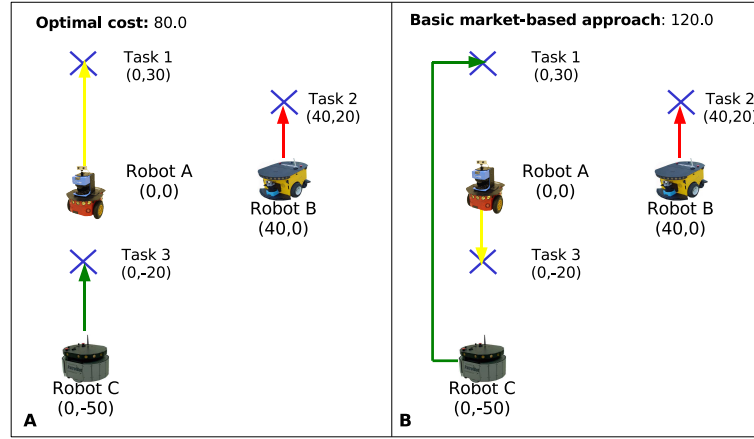 Optimal cost: 80.0
Task 1
(0,30)
Task 2
(40,20)
Robot A
(0,0)
Robot B
(40,0)
Task 3
(0,-20)
Robot C
(0,-50)
A
Basic market-based approach: 120.0
Task 1
(0,30)
Task 2
(40,20)
Robot A
(0,0)
Robot B
(40,0)
Task 3
(0,-20)
Robot C
(0,-50)
B